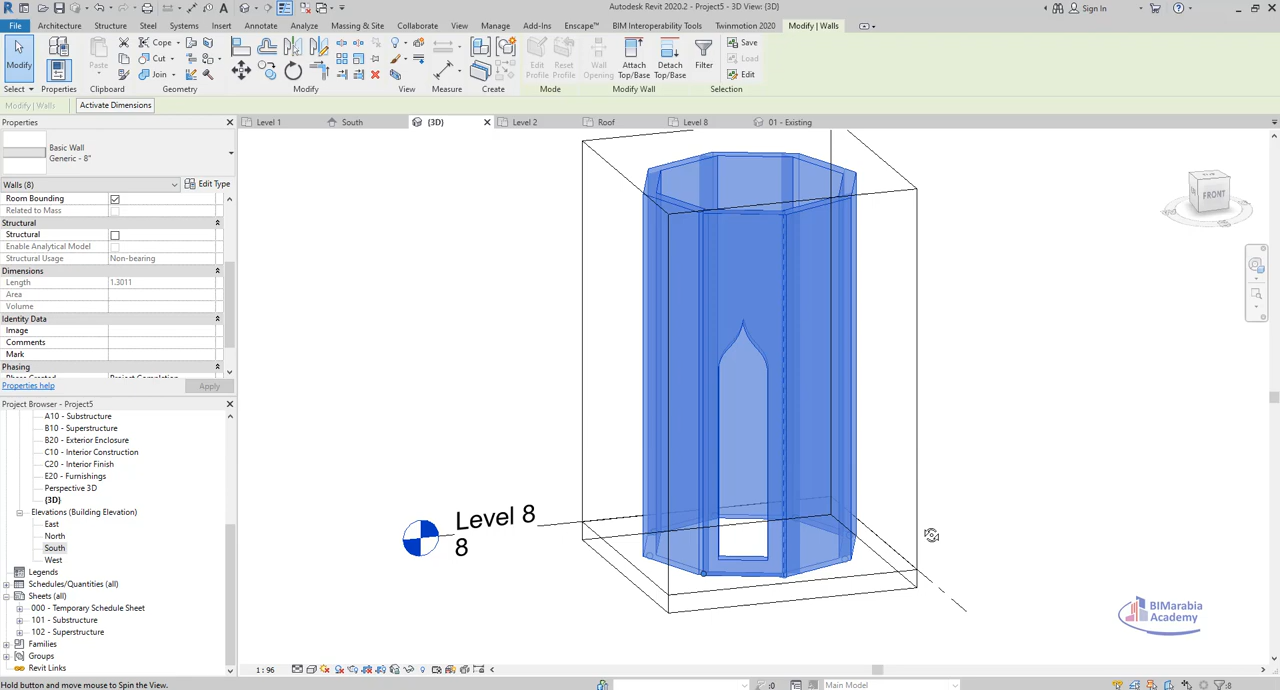 Autodesk Revit 2020.2 - Project5 - 3D View: {3D}
Sign In
File Architecture Structure Steel Systems Insert Annotate Analyze Massing & Site Collaborate View Manage Add-Ins Enscape™ BIM Interoperability Tools Twinmotion 2020 Modify | Walls
Modify
Properties
Paste
Cope
Cut
Join
Edit Profile
Reset Profile
Wall Opening
Attach Top/Base
Detach Top/Base
Filter
Save
Load
Edit
Select Properties Clipboard Geometry Modify View Measure Create Mode Modify Wall Selection
Modify | Walls Activate Dimensions
Properties
Level 1 South {3D} Level 2 Roof Level 8 01 - Existing
Basic Wall
Generic - 8"
Walls (8) Edit Type
Room Bounding
Related to Mass
Structural
Structural
Enable Analytical Model
Structural Usage Non-bearing
Dimensions
Length 1.3011
Area
Volume
Identity Data
Image
Comments
Mark
Phasing
Phase Created Project Completion
Properties help Apply
Project Browser - Project5
A10 - Substructure
B10 - Superstructure
B20 - Exterior Enclosure
C10 - Interior Construction
C20 - Interior Finish
E20 - Furnishings
Perspective 3D
{3D}
Elevations (Building Elevation)
East
North
South
West
Legends
Schedules/Quantities (all)
Sheets (all)
000 - Temporary Schedule Sheet
101 - Substructure
102 - Superstructure
Families
Groups
Revit Links
FRONT
Level 8
8
BIMarabia
Academy
1 : 96
Hold button and move mouse to Spin the View.
:0
Main Model
:8